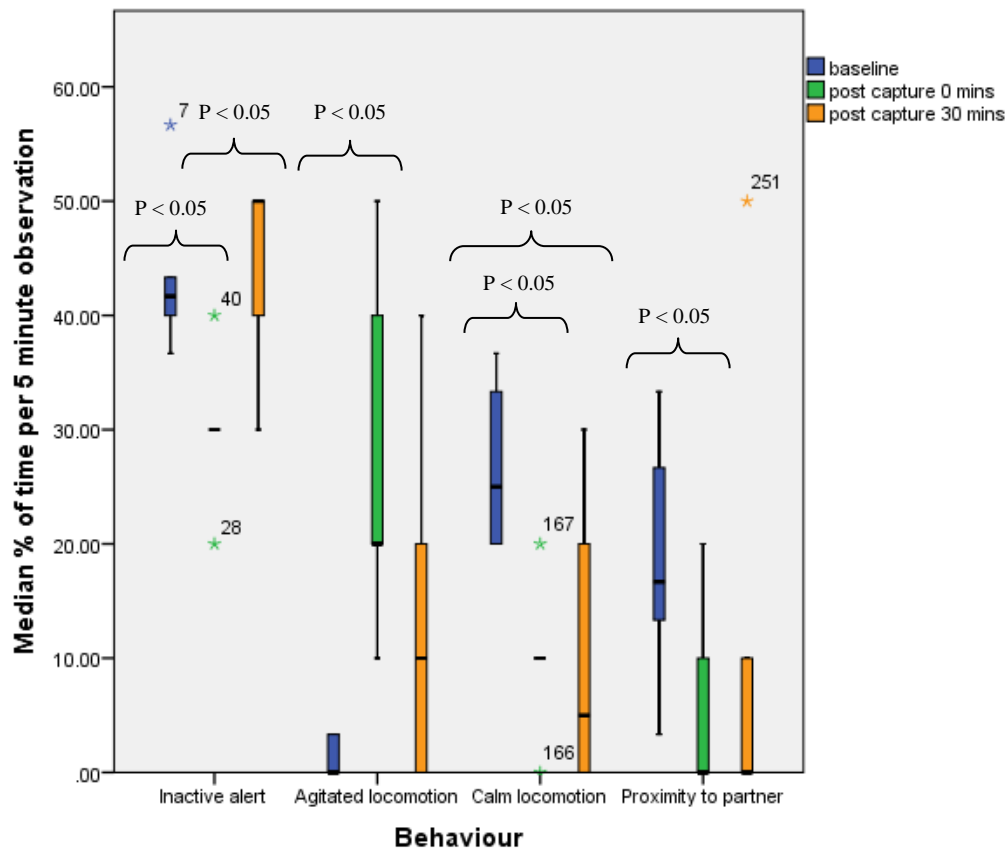 baseline
post capture 0 mins
post capture 30 mins
Median % of time per 5 minute observation
60.00
50.00
40.00
30.00
20.00
10.00
.00
7
P < 0.05
P < 0.05
P < 0.05
251
P < 0.05
P < 0.05
P < 0.05
40
28
167
166
Inactive alert
Agitated locomotion
Calm locomotion
Proximity to partner
Behaviour